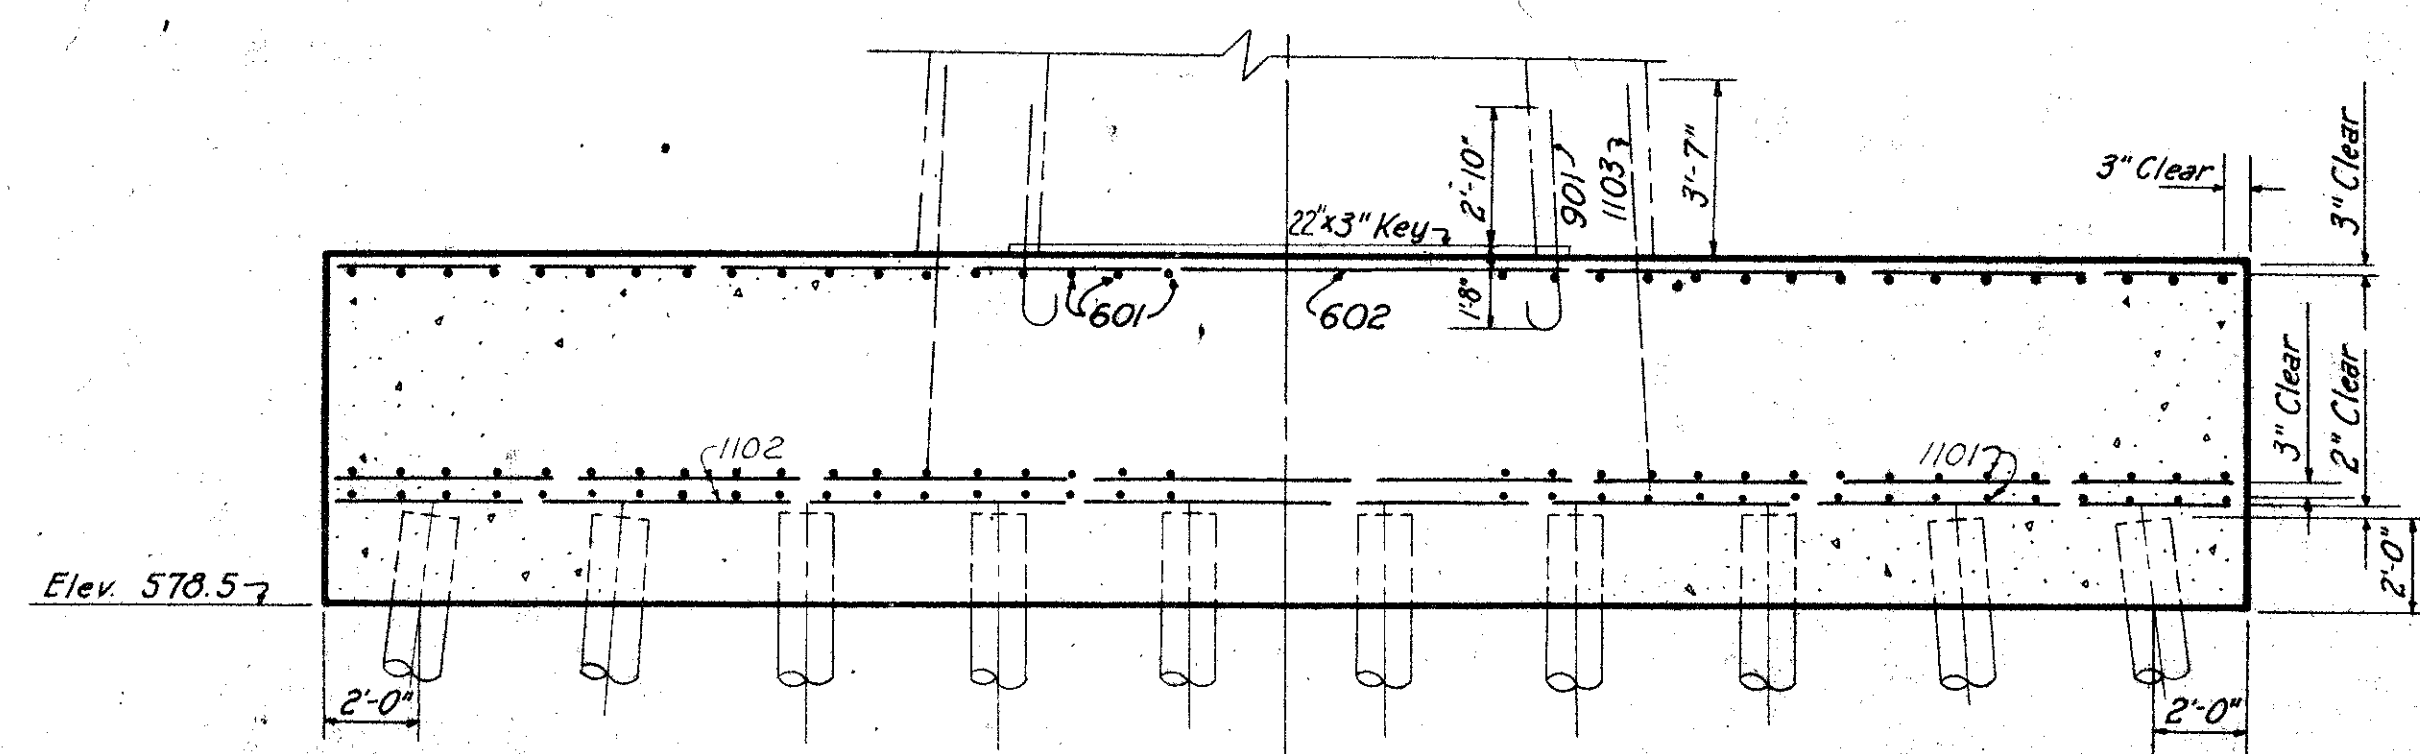 3" Clear
3" Clear
2'-10"
901
1103
3'-7"
22"x3" Key
601
602
1'-8"
3" Clear
2" Clear
1102
1101
Elev. 578.5
2'-0"
2'-0"
2'-0"